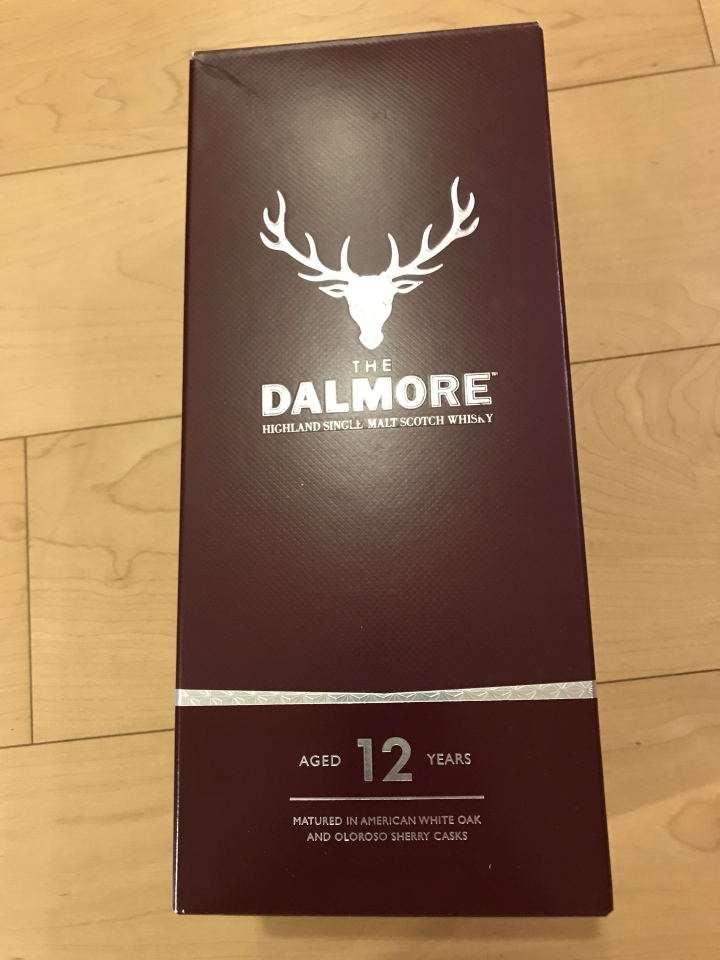 THE
DALMORE™
HIGHLAND SINGLE MALT SCOTCH WHISKY
AGED 12 YEARS
MATURED IN AMERICAN WHITE OAK
AND OLOROSO SHERRY CASKS